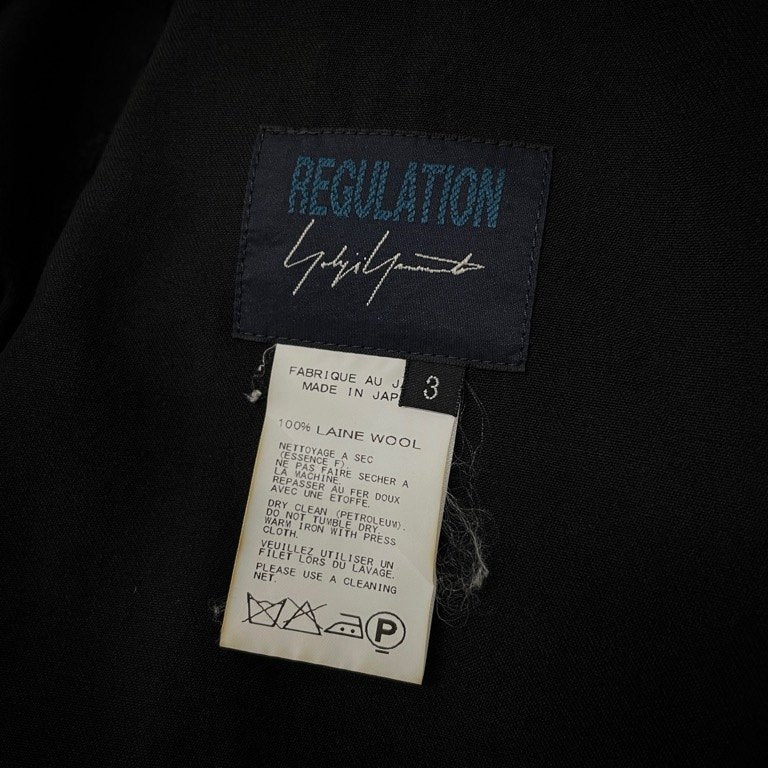 REGULATION
Yohji Yamamoto
3
FABRIQUE AU JA
MADE IN JAP
100% LAINE WOOL
NETTOYAGE A SEC
(ESSENCE F).
NE PAS FAIRE SECHER A
LA MACHINE.
REPASSER AU FER DOUX
AVEC UNE ETOFFE.
DRY CLEAN (PETROLEUM).
DO NOT TUMBLE DRY.
WARM IRON WITH PRESS
CLOTH.
VEUILLEZ UTILISER UN
FILET LORS DU LAVAGE.
PLEASE USE A CLEANING
NET.
P